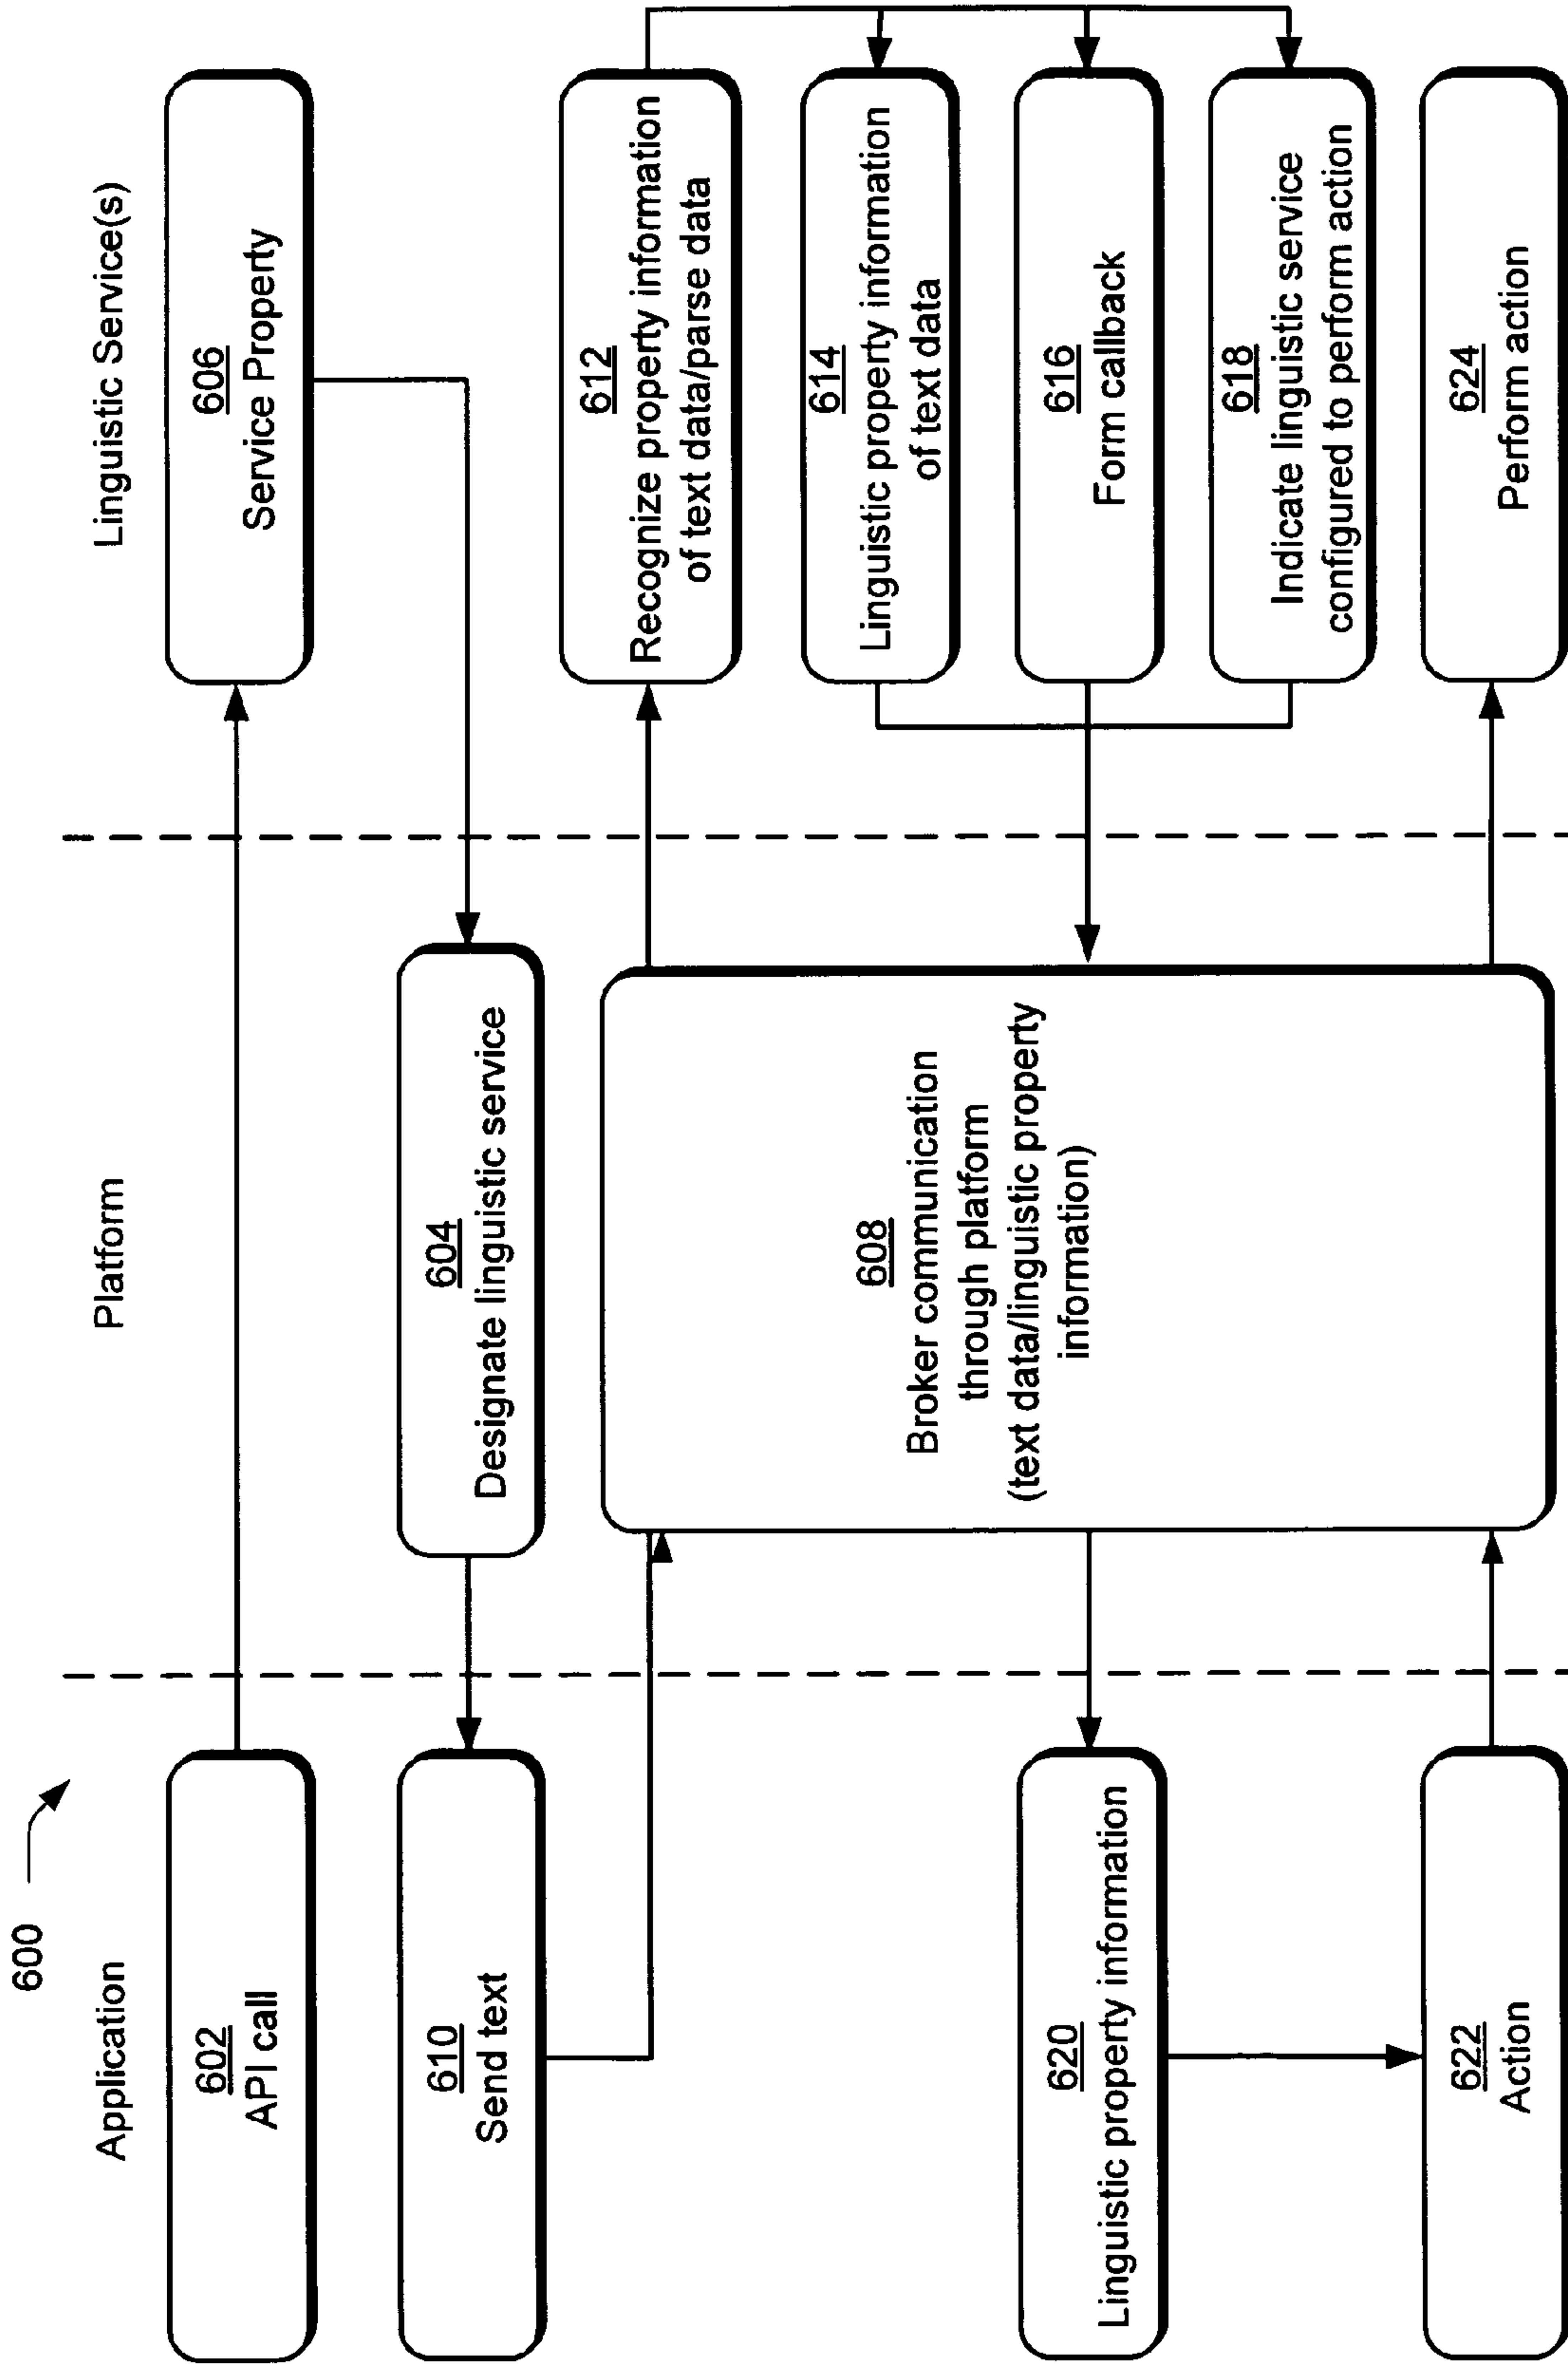 600
Application
Platform
Linguistic Service(s)
602
API call
606
Service Property
604
Designate linguistic service
610
Send text
608
Broker communication
through platform
(text data/linguistic property
information)
612
Recognize property information
of text data/parse data
614
Linguistic property information
of text data
616
Form callback
618
Indicate linguistic service
configured to perform action
620
Linguistic property information
622
Action
624
Perform action